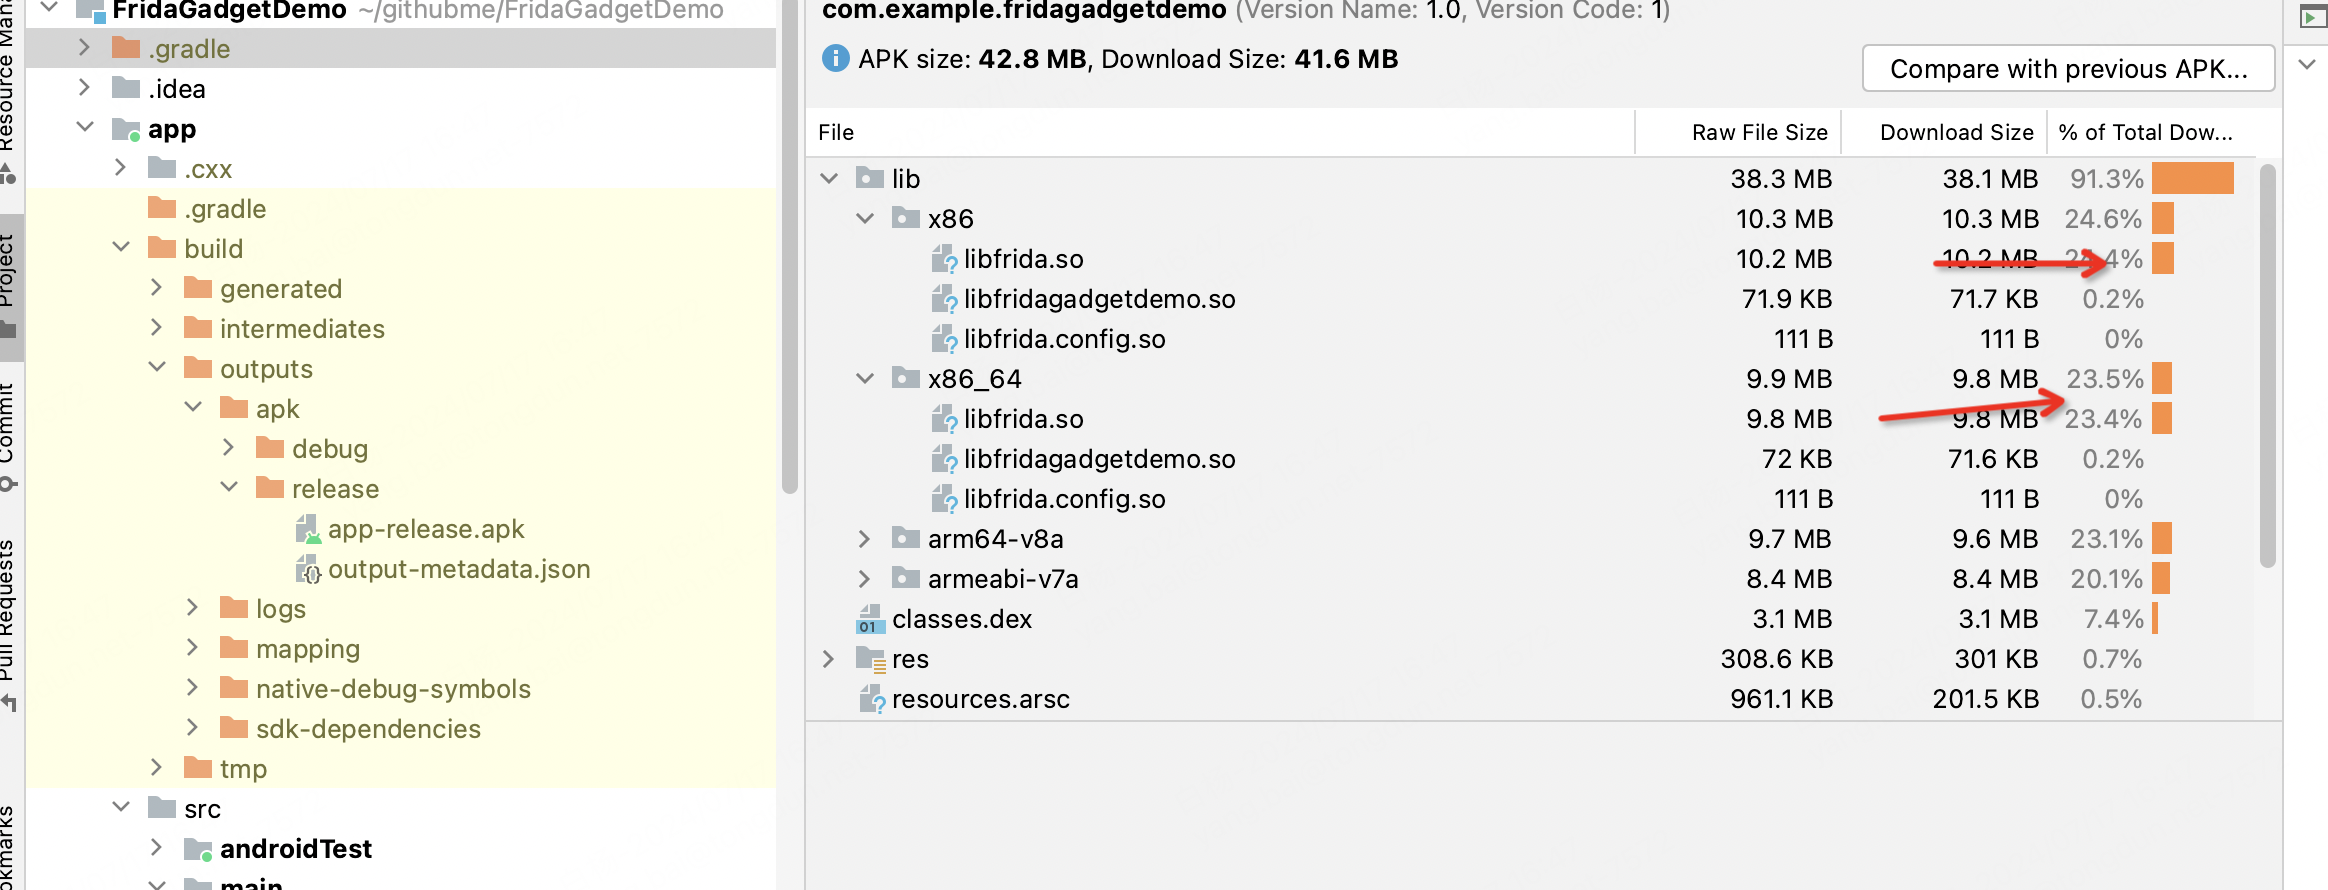 FridaGadgetDemo ~/githubme/FridaGadgetDemo
.gradle
.idea
app
.cxx
.gradle
build
generated
intermediates
outputs
apk
debug
release
app-release.apk
output-metadata.json
logs
mapping
native-debug-symbols
sdk-dependencies
tmp
src
androidTest
main
Resource Mana
Project
Commit
Pull Requests
okmarks
com.example.fridagadgetdemo (Version Name: 1.0, Version Code: 1)
APK size: 42.8 MB, Download Size: 41.6 MB
Compare with previous APK...
File Raw File Size Download Size % of Total Dow...
lib 38.3 MB 38.1 MB 91.3%
x86 10.3 MB 10.3 MB 24.6%
libfrida.so 10.2 MB 10.2 MB 4%
libfridagadgetdemo.so 71.9 KB 71.7 KB 0.2%
libfrida.config.so 111 B 111 B 0%
x86_64 9.9 MB 9.8 MB 23.5%
libfrida.so 9.8 MB 9.8 MB 23.4%
libfridagadgetdemo.so 72 KB 71.6 KB 0.2%
libfrida.config.so 111 B 111 B 0%
arm64-v8a 9.7 MB 9.6 MB 23.1%
armeabi-v7a 8.4 MB 8.4 MB 20.1%
classes.dex 3.1 MB 3.1 MB 7.4%
res 308.6 KB 301 KB 0.7%
resources.arsc 961.1 KB 201.5 KB 0.5%